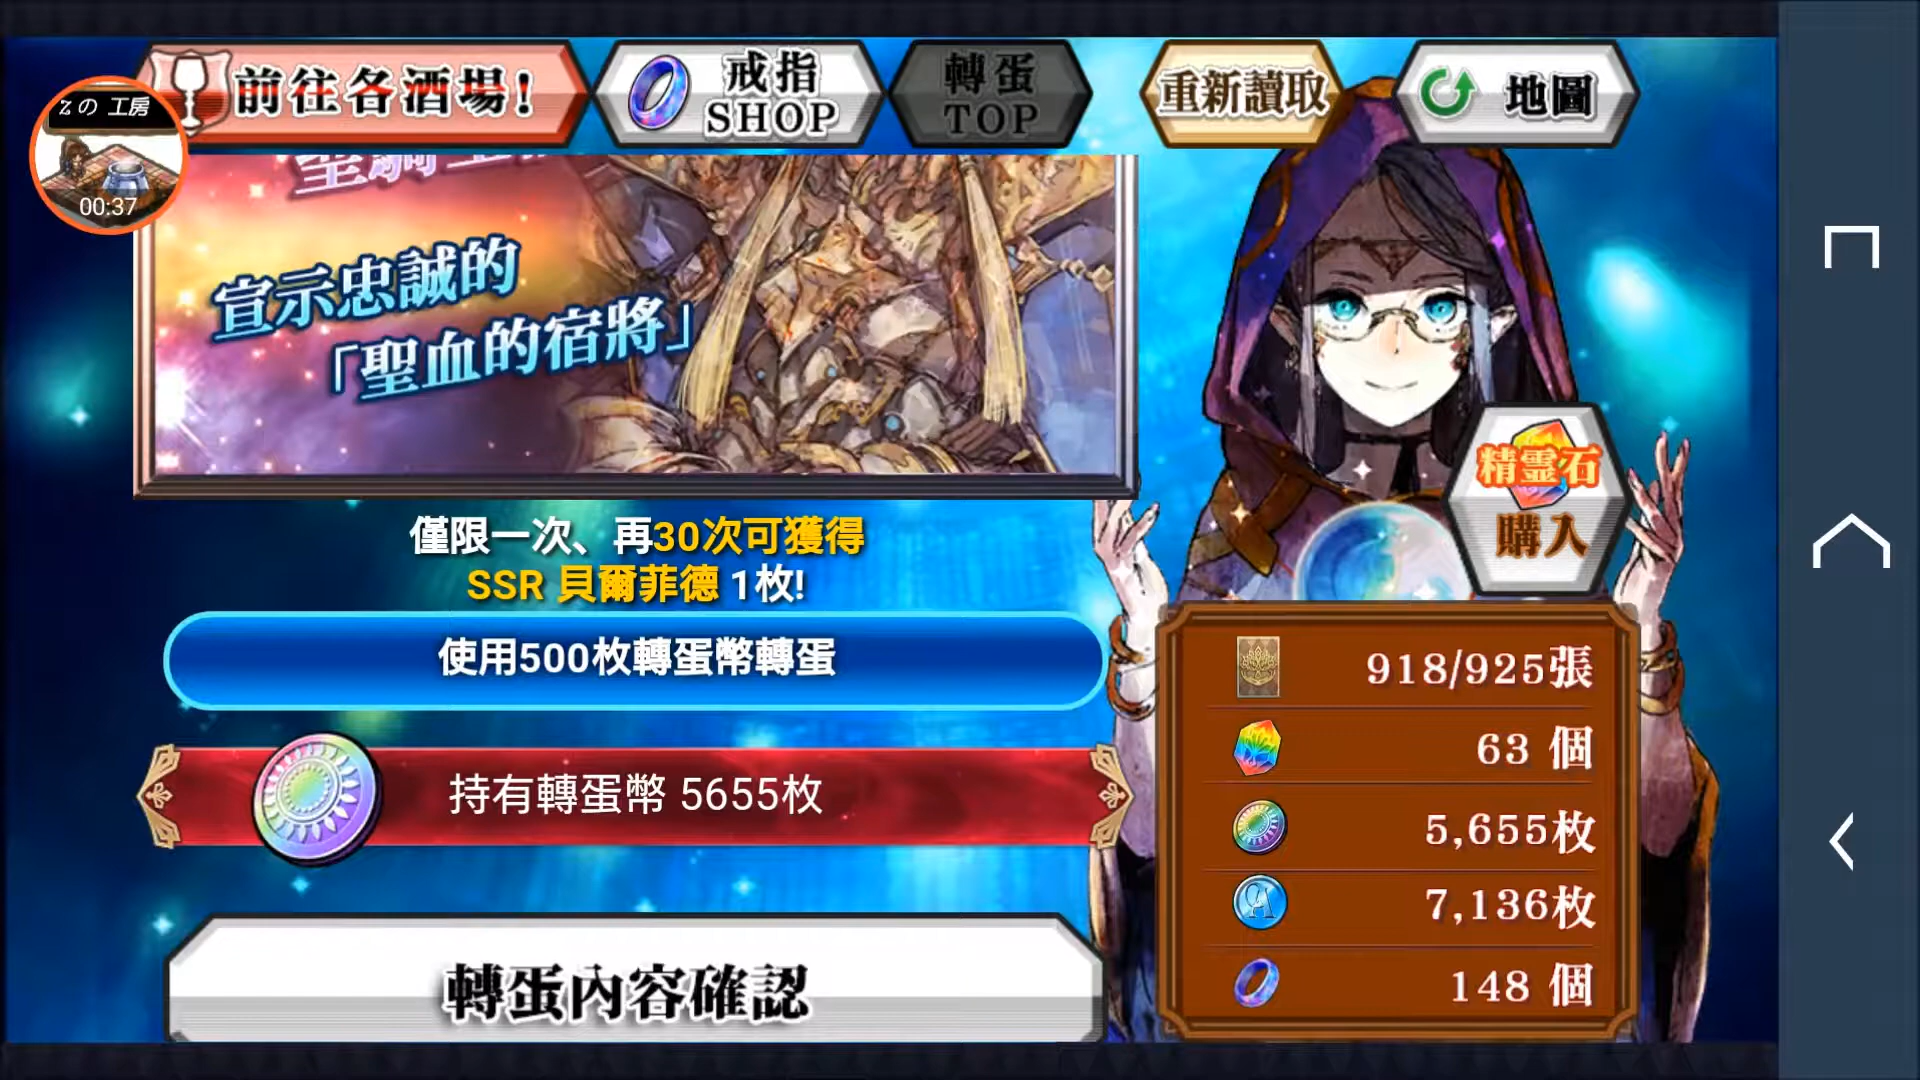 前往各酒場!
戒指
SHOP
轉蛋
TOP
重新讀取
地圖
Zの 工房
00:37
宣示忠誠的
「聖血的宿將」
僅限一次、再30次可獲得
SSR 貝爾菲德 1枚!
使用500枚轉蛋幣轉蛋
持有轉蛋幣 5655枚
轉蛋內容確認
精靈石
購入
918/925張
63 個
5,655枚
7,136枚
148 個